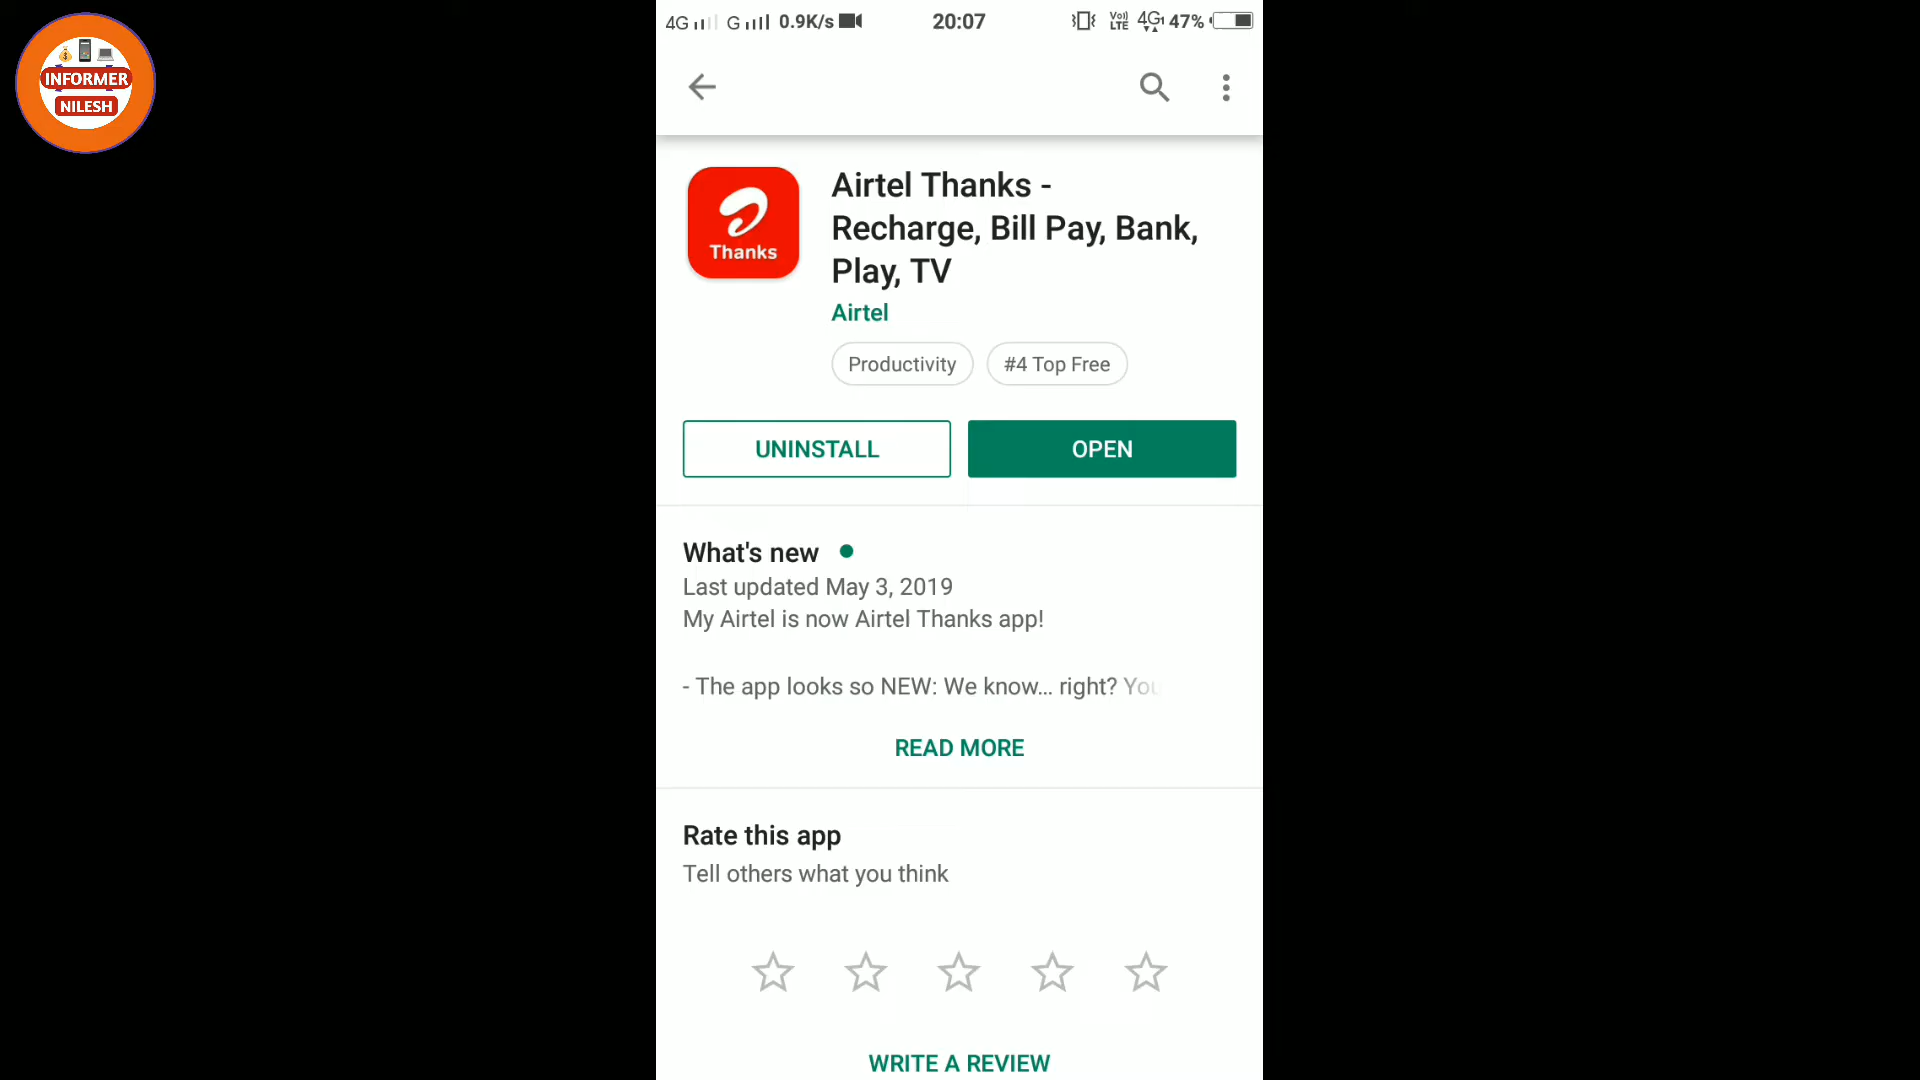 INFORMER
NILESH
4G G 0.9K/s 20:07 VoLTE 4G 47%
Thanks
Airtel Thanks -
Recharge, Bill Pay, Bank,
Play, TV
Airtel
Productivity #4 Top Free
UNINSTALL OPEN
What's new
Last updated May 3, 2019
My Airtel is now Airtel Thanks app!
- The app looks so NEW: We know... right? You
READ MORE
Rate this app
Tell others what you think
WRITE A REVIEW